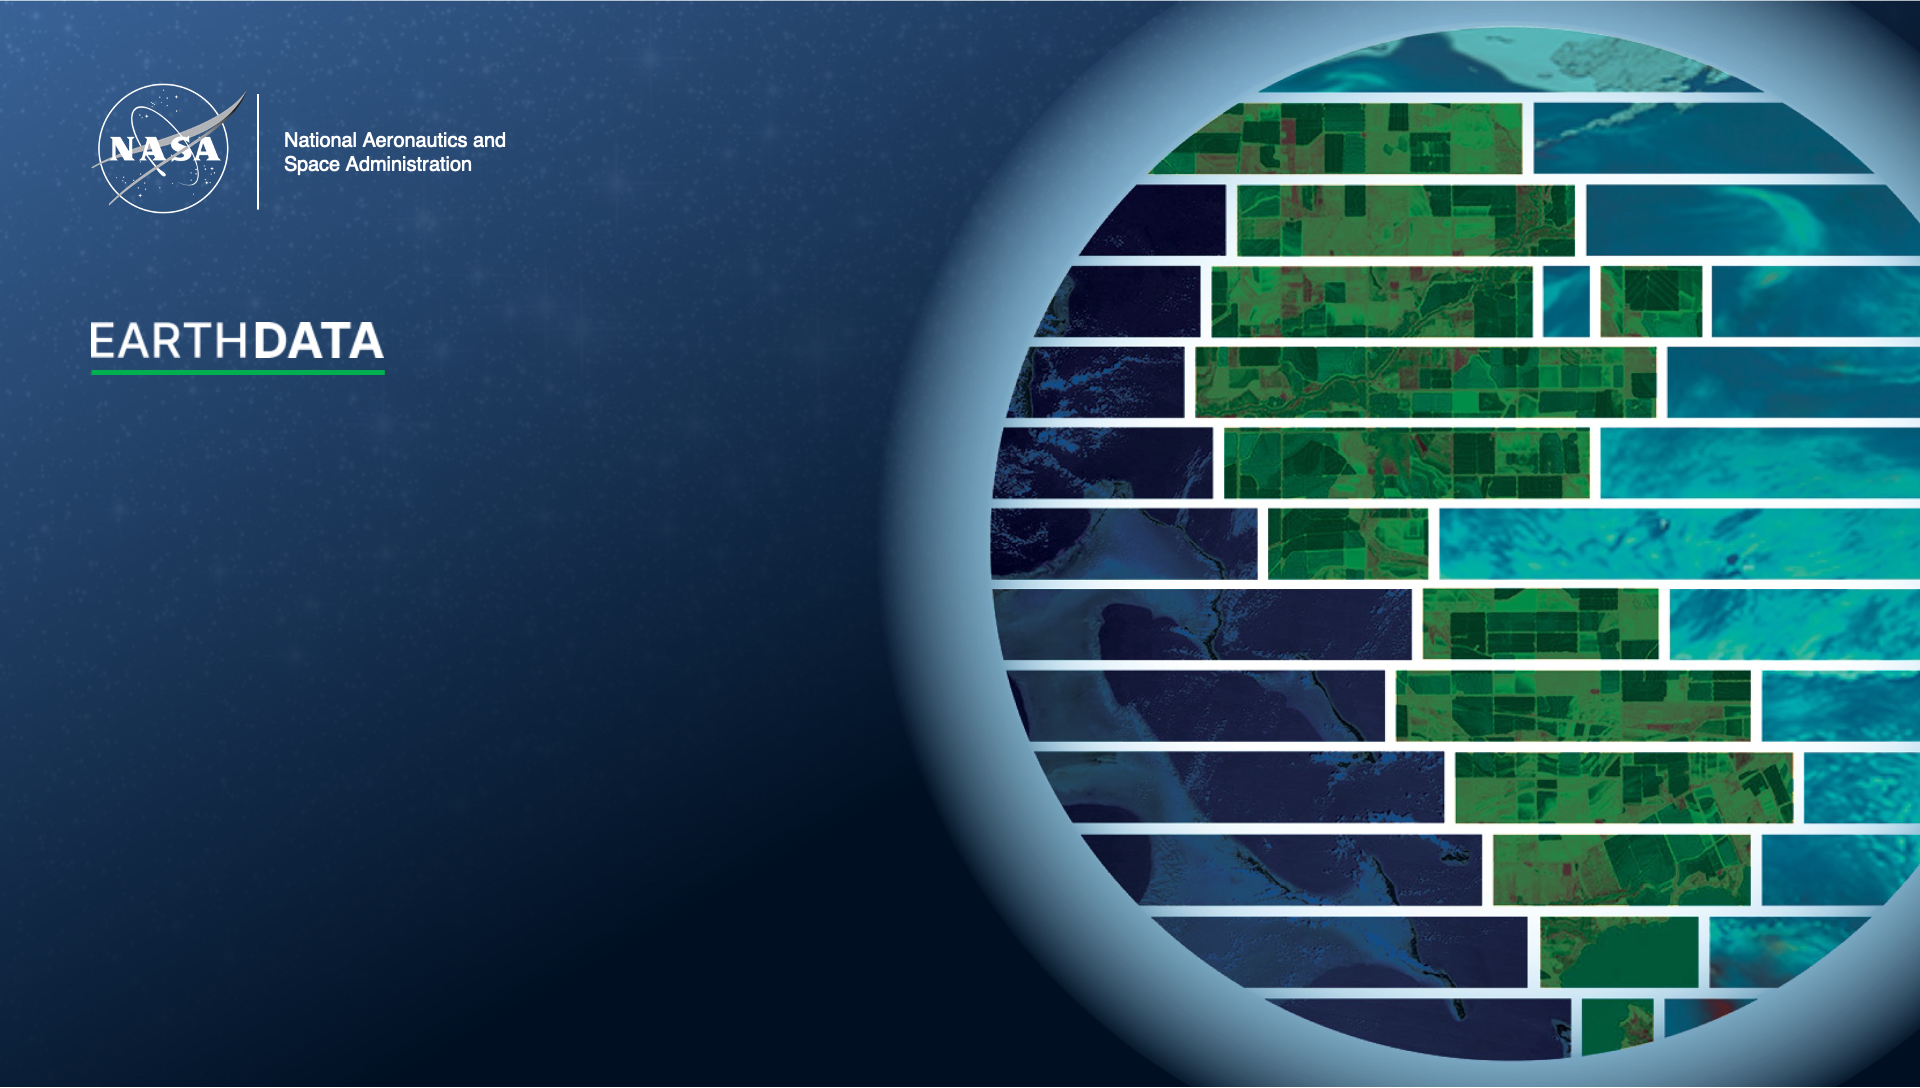 NASA
National Aeronautics and
Space Administration
EARTHDATA